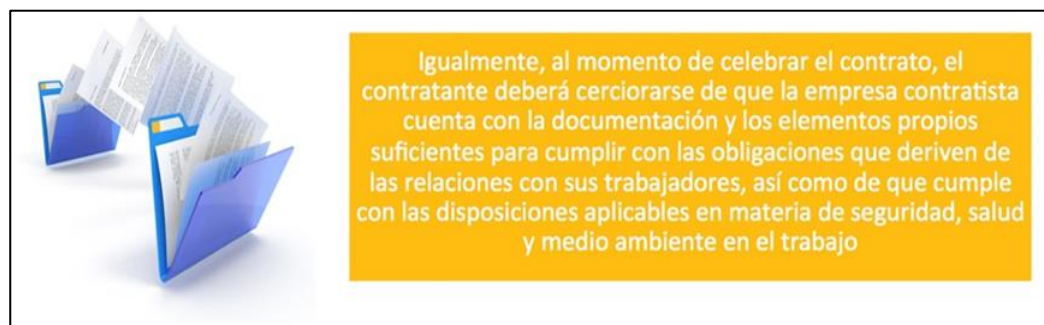 Igualmente, al momento de celebrar el contrato, el
contratante deberá cerciorarse de que la empresa contratista
cuenta con la documentación y los elementos propios
suficientes para cumplir con las obligaciones que deriven de
las relaciones con sus trabajadores, así como de que cumple
con las disposiciones aplicables en materia de seguridad, salud
y medio ambiente en el trabajo